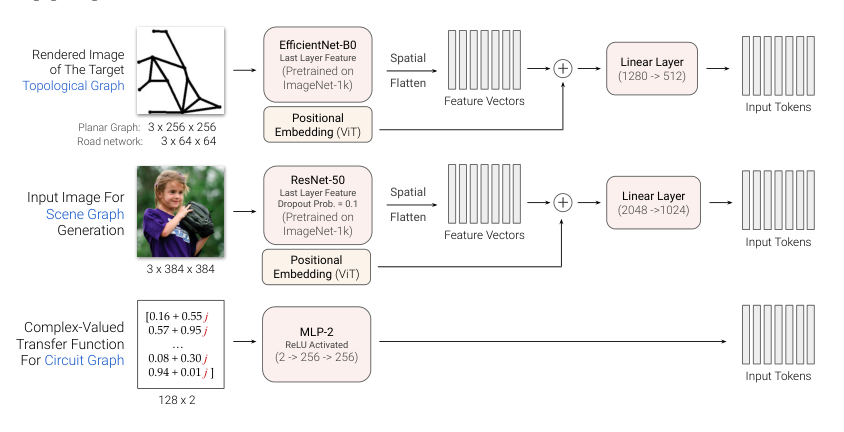 Rendered Image
of The Target
Topological Graph
Planar Graph: 3 x 256 x 256
Road network: 3 x 64 x 64
EfficientNet-B0
Last Layer Feature
(Pretrained on
ImageNet-1k)
Positional
Embedding (ViT)
Spatial
Flatten
Feature Vectors
Linear Layer
(1280 -> 512)
Input Tokens
Input Image For
Scene Graph
Generation
3 x 384 x 384
ResNet-50
Last Layer Feature
Dropout Prob. = 0.1
(Pretrained on
ImageNet-1k)
Positional
Embedding (ViT)
Spatial
Flatten
Feature Vectors
Linear Layer
(2048 ->1024)
Input Tokens
Complex-Valued
Transfer Function
For Circuit Graph
[0.16 + 0.55 j
0.57 + 0.95 j
...
0.08 + 0.30 j
0.94 + 0.01 j ]
128 x 2
MLP-2
ReLU Activated
(2 -> 256 -> 256)
Input Tokens